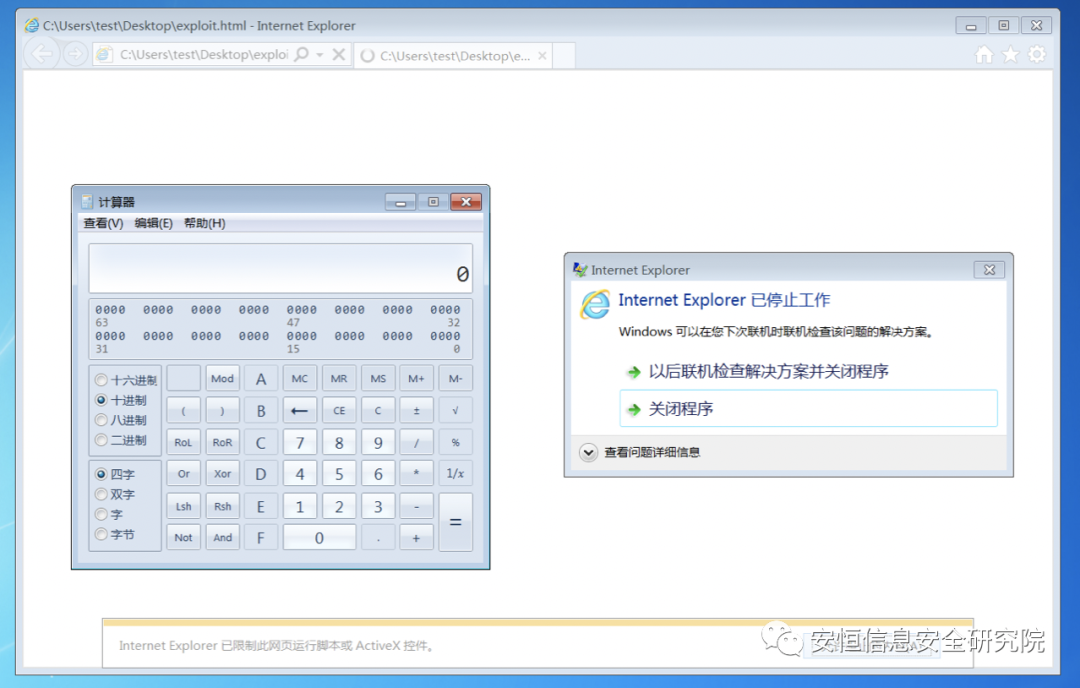 C:\Users\test\Desktop\exploit.html - Internet Explorer
C:\Users\test\Desktop\exploi
C:\Users\test\Desktop\e...
计算器
查看(V) 编辑(E) 帮助(H)
0
0000 0000 0000 0000 0000 0000 0000 0000
63 47 32
0000 0000 0000 0000 0000 0000 0000 0000
31 15 0
十六进制 Mod A MC MR MS M+ M-
十进制
八进制 ( ) B ← CE C ± √
二进制 RoL RoR C 7 8 9 / %
四字 Or Xor D 4 5 6 * 1/x
双字
字 Lsh Rsh E 1 2 3 - =
字节 Not And F 0 . +
Internet Explorer
Internet Explorer 已停止工作
Windows 可以在您下次联机时联机检查该问题的解决方案。
以后联机检查解决方案并关闭程序
关闭程序
查看问题详细信息
Internet Explorer 已限制此网页运行脚本或 ActiveX 控件。
安恒信息安全研究院